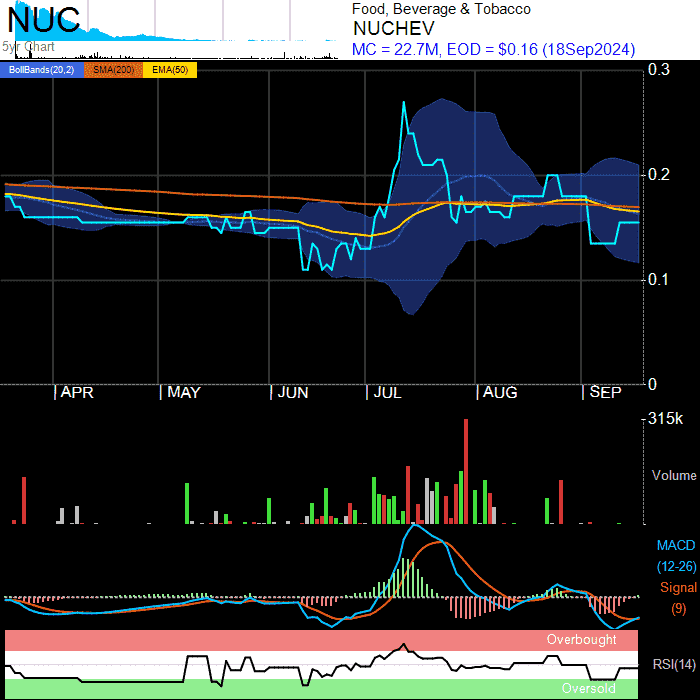 NUC
5yr Chart
Food, Beverage & Tobacco
NUCHEV
MC = 22.7M, EOD = $0.16 (18Sep2024)
BollBands(20,2) SMA(200) EMA(50)
0.3
0.2
0.1
0
APR MAY JUN JUL AUG SEP
315k
Volume
MACD
(12-26)
Signal
(9)
Overbought
RSI(14)
Oversold